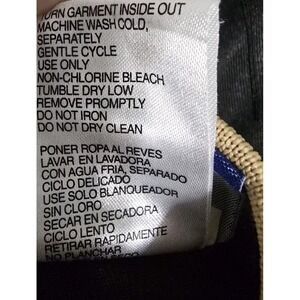 TURN GARMENT INSIDE OUT
MACHINE WASH COLD,
SEPARATELY
GENTLE CYCLE
USE ONLY
NON-CHLORINE BLEACH
TUMBLE DRY LOW
REMOVE PROMPTLY
DO NOT IRON
DO NOT DRY CLEAN
PONER ROPA AL REVES
LAVAR EN LAVADORA
CON AGUA FRIA, SEPARADO
CICLO DELICADO
USE SOLO BLANQUEADOR
SIN CLORO
SECAR EN SECADORA
CICLO LENTO
RETIRAR RAPIDAMENTE
NO PLANCHAR